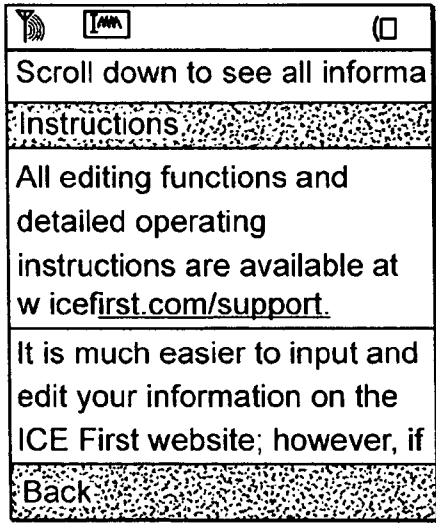 Scroll down to see all informa
Instructions
All editing functions and
detailed operating
instructions are available at
w icefirst.com/support.
It is much easier to input and
edit your information on the
ICE First website; however, if
Back